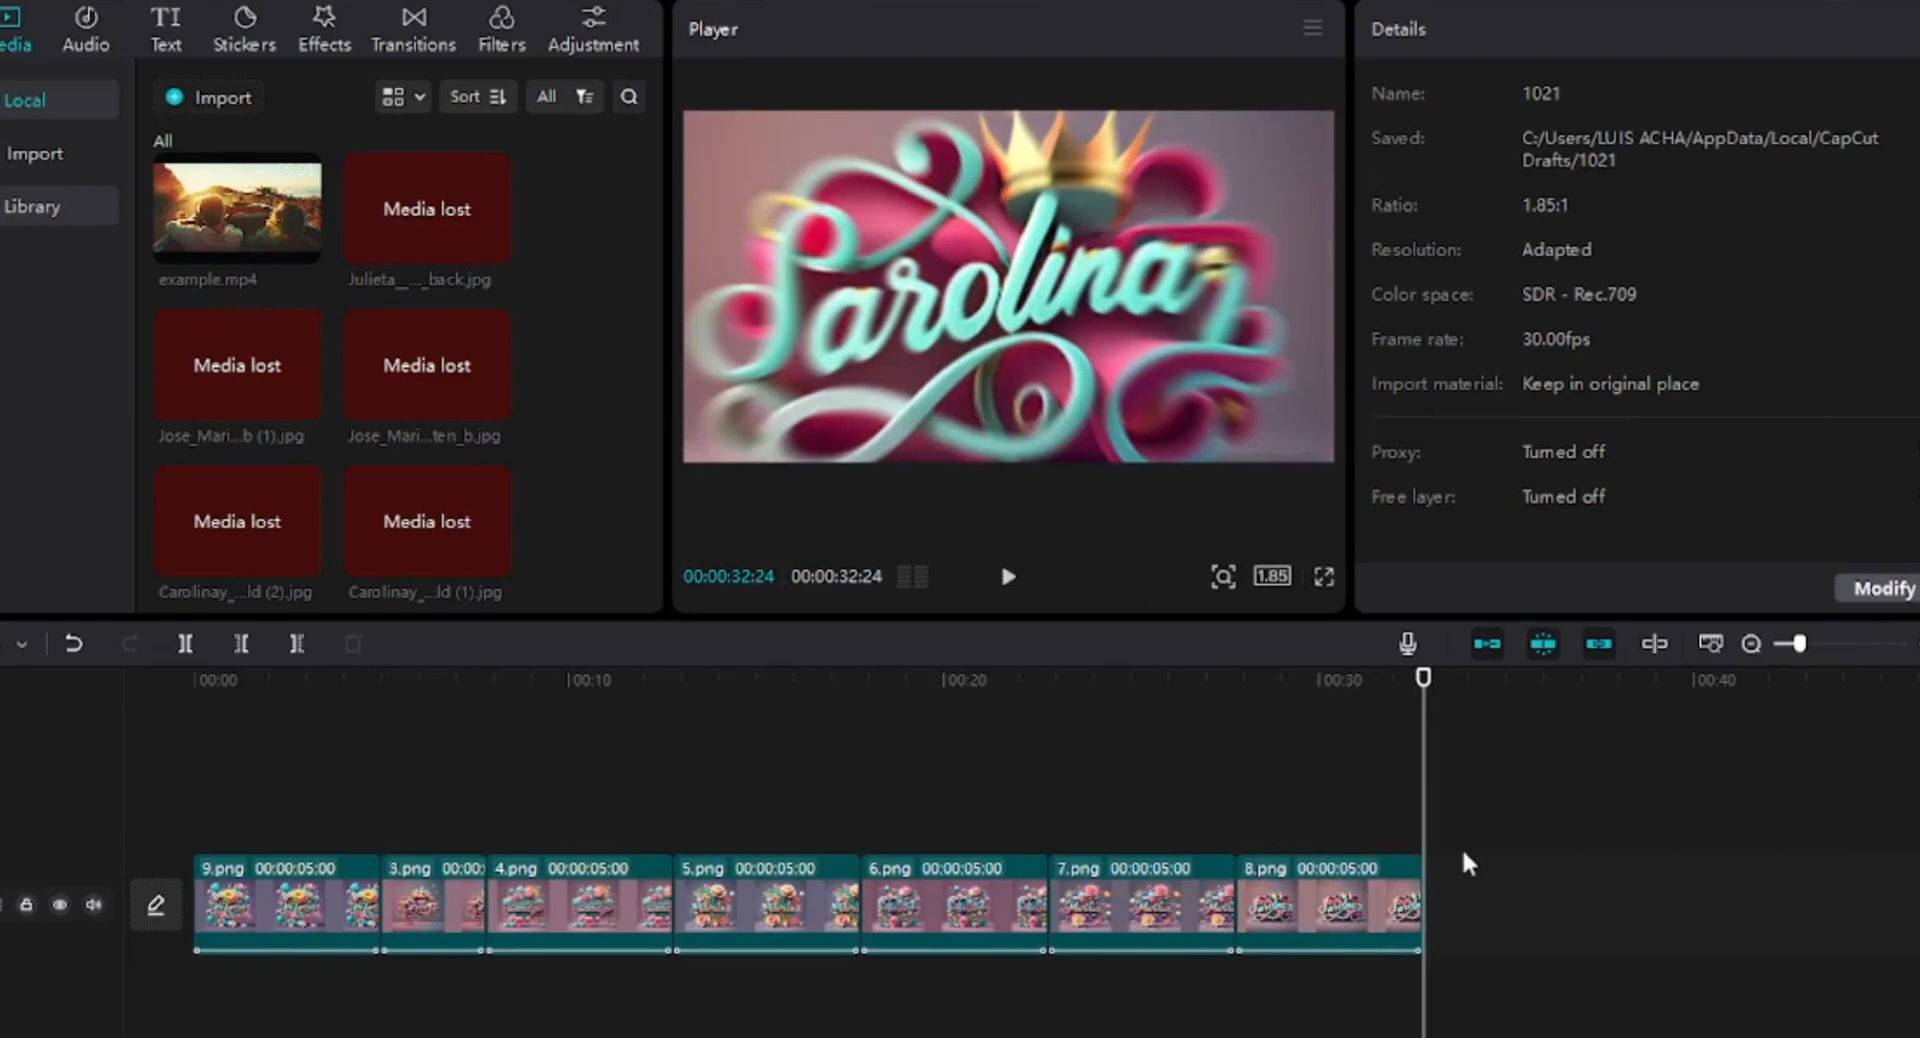 edia
Audio
Text
Stickers
Effects
Transitions
Filters
Adjustment
Local
Import
Library
Import
Sort
All
All
example.mp4
Media lost
Julieta__..._back.jpg
Media lost
Jose_Mari...b (1).jpg
Media lost
Jose_Mari...ten_b.jpg
Media lost
Carolinay_...ld (2).jpg
Media lost
Carolinay_...ld (1).jpg
Player
Sarolinay
00:00:32:24 00:00:32:24
1.85
Details
Name: 1021
Saved: C:/Users/LUIS ACHA/AppData/Local/CapCut
Drafts/1021
Ratio: 1.85:1
Resolution: Adapted
Color space: SDR - Rec.709
Frame rate: 30.00fps
Import material: Keep in original place
Proxy: Turned off
Free layer: Turned off
Modify
00:00 00:10 00:20 00:30 00:40
9.png 00:00:05:00 3.png 00:00: 4.png 00:00:05:00 5.png 00:00:05:00 6.png 00:00:05:00 7.png 00:00:05:00 8.png 00:00:05:00